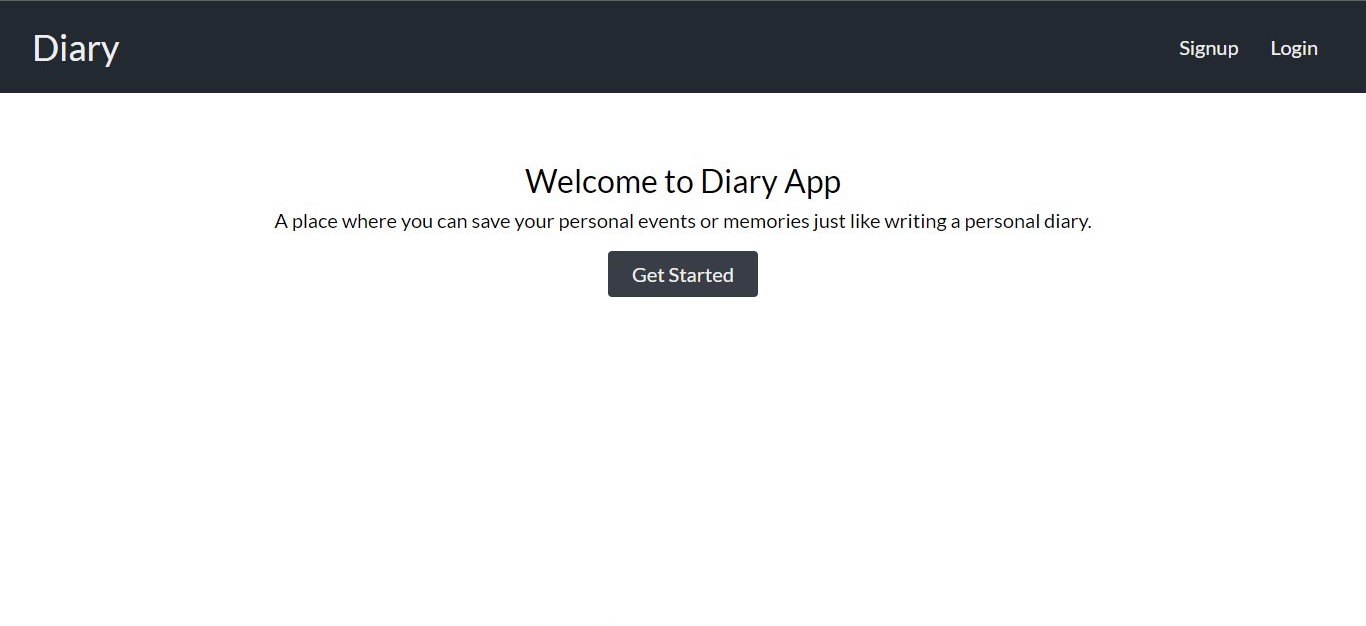 Diary
Signup Login
Welcome to Diary App
A place where you can save your personal events or memories just like writing a personal diary.
Get Started